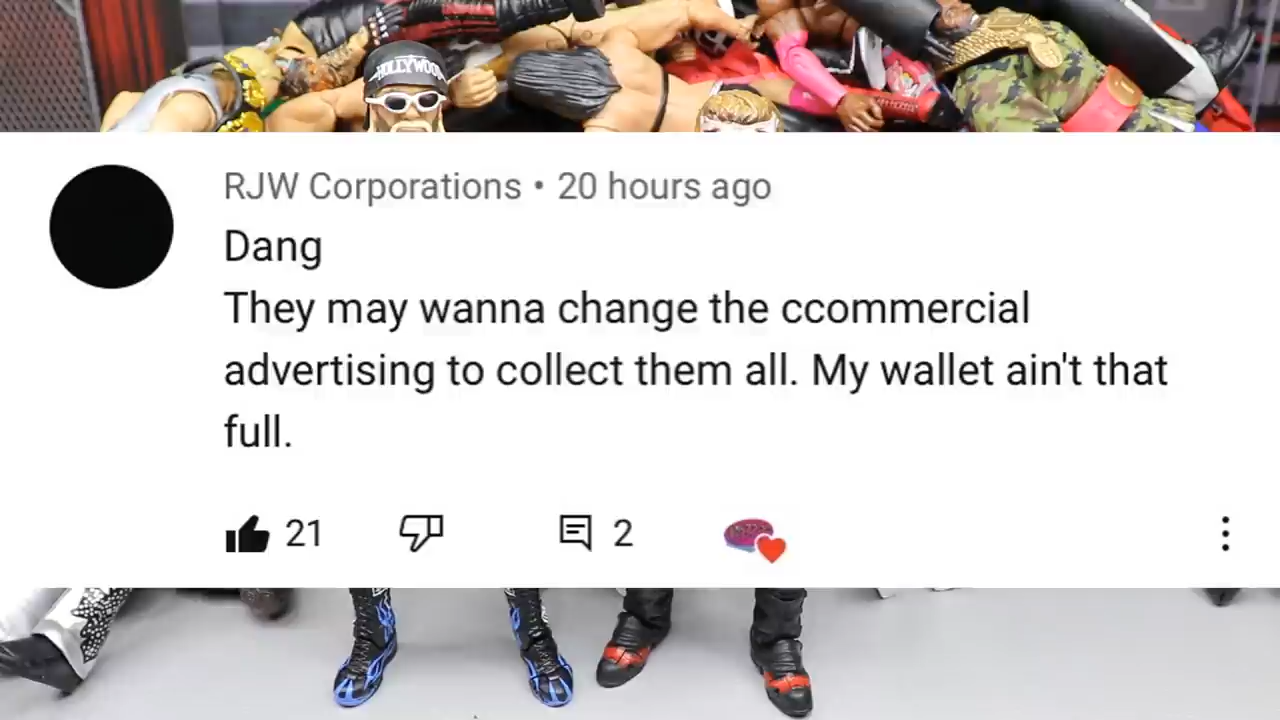 HOLLYWOOD
RJW Corporations • 20 hours ago
Dang
They may wanna change the ccommercial
advertising to collect them all. My wallet ain't that
full.
21
2